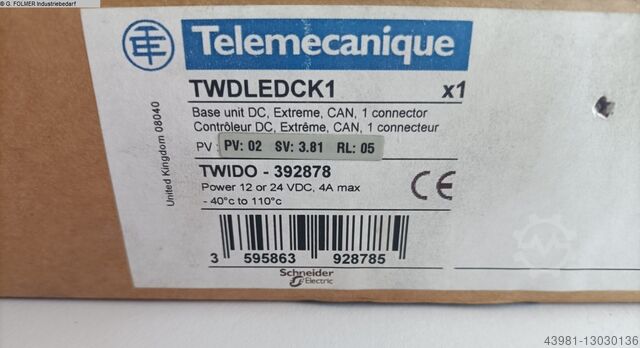 © G. FOLMER Industriebedarf
Telemecanique
TWDLEDCK1 x1
Base unit DC, Extreme, CAN, 1 connector
Contrôleur DC, Extrême, CAN, 1 connecteur
PV: PV: 02 SV: 3.81 RL: 05
TWIDO - 392878
Power 12 or 24 VDC, 4A max
- 40°c to 110°c
CE
United Kingdom 08040
3 595863 928785
Schneider
Electric
43981-13030136